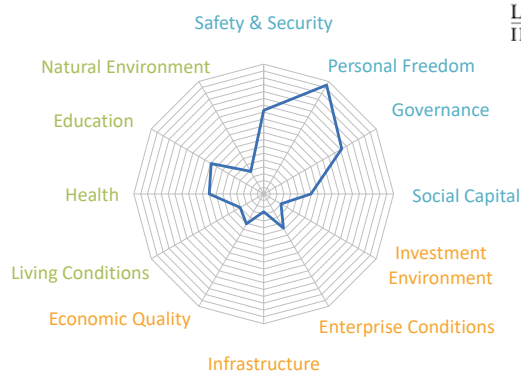 Safety & Security
Natural Environment
Personal Freedom
Education
Governance
Health
Social Capital
Living Conditions
Investment
Environment
Economic Quality
Enterprise Conditions
Infrastructure